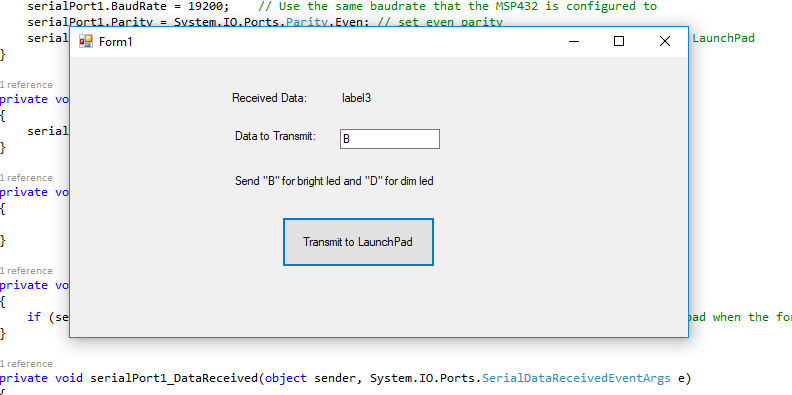 serialPort1.BaudRate = 19200; // Use the same baudrate that the MSP432 is configured to
serialPort1.Parity = System.IO.Ports.Parity.Even; // set even parity
serial
LaunchPad
}
Form1
1 reference
private vo
{
serial
}
1 reference
private vo
{
}
1 reference
private vo
{
if (se
pad when the for
}
Received Data: label3
Data to Transmit: B
Send "B" for bright led and "D" for dim led
Transmit to LaunchPad
1 reference
private void serialPort1_DataReceived(object sender, System.IO.Ports.SerialDataReceivedEventArgs e)
{